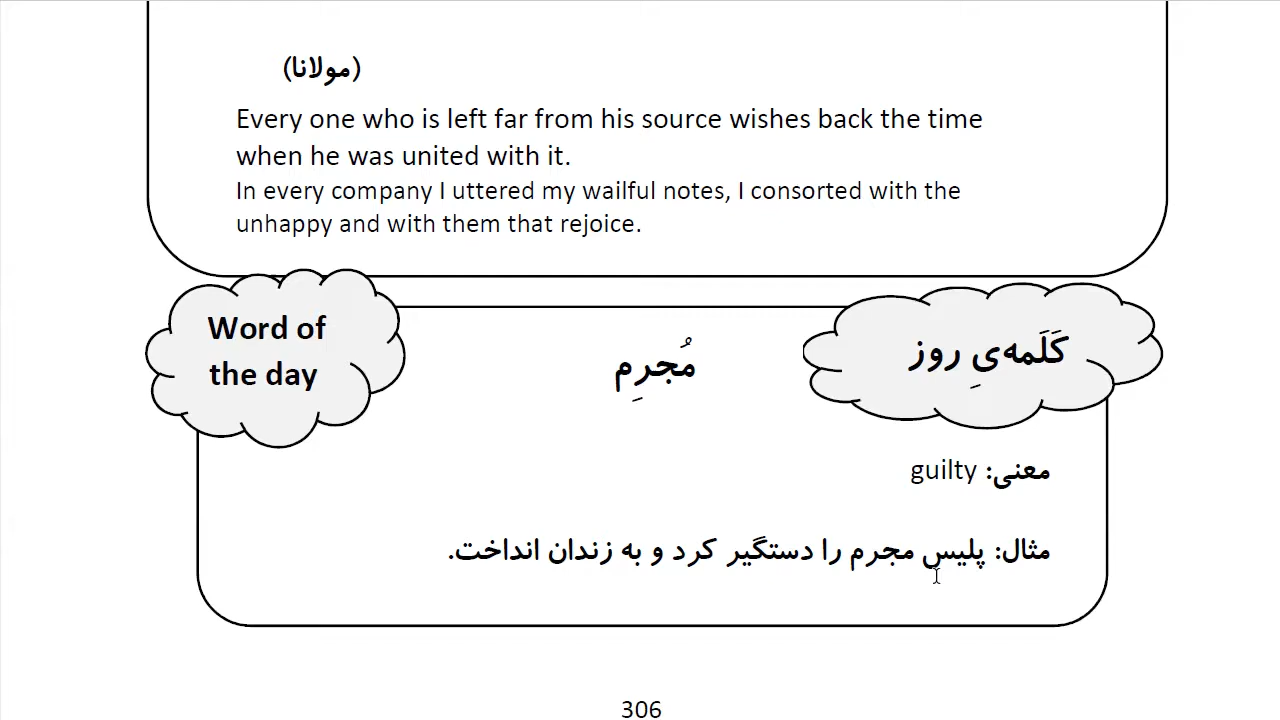 (مولانا)
Every one who is left far from his source wishes back the time
when he was united with it.
In every company I uttered my wailful notes, I consorted with the
unhappy and with them that rejoice.
Word of
the day
مُجرِم
کَلَمه‌یِ روز
معنی: guilty
مثال: پلیس مجرم را دستگیر کرد و به زندان انداخت.
306